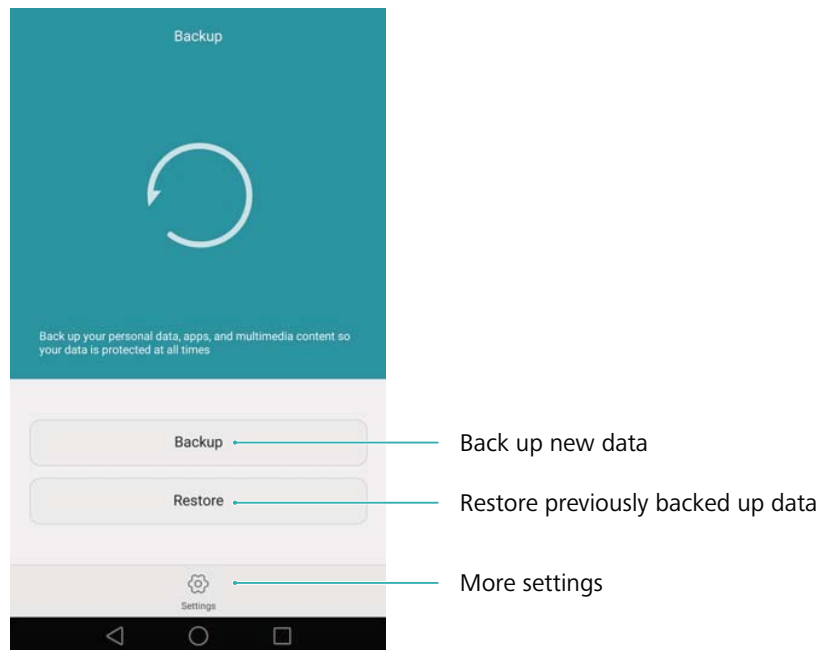 Backup
Back up your personal data, apps, and multimedia content so
your data is protected at all times
Backup
Back up new data
Restore
Restore previously backed up data
More settings
Settings